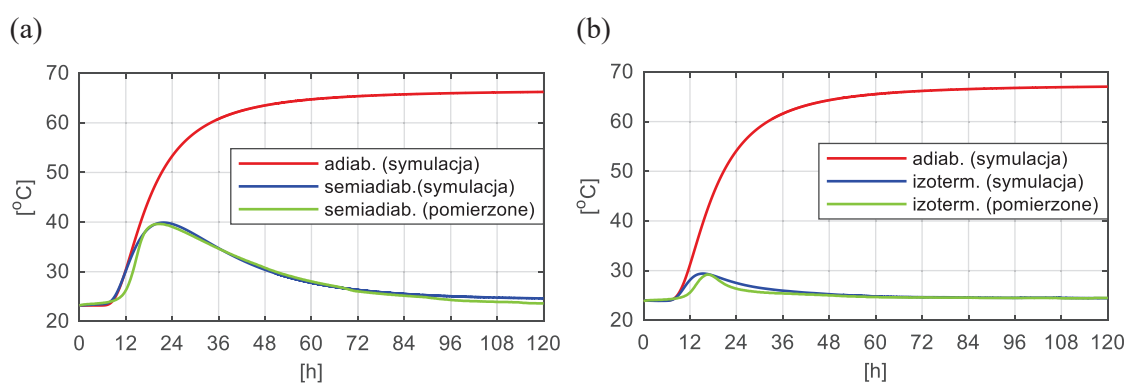 (a)
(b)
70
60
50
40
30
20
[°C]
adiab. (symulacja)
semiadiab.(symulacja)
semiadiab. (pomierzone)
0 12 24 36 48 60 72 84 96 108 120
[h]
70
60
50
40
30
20
[°C]
adiab. (symulacja)
izoterm. (symulacja)
izoterm. (pomierzone)
0 12 24 36 48 60 72 84 96 108 120
[h]